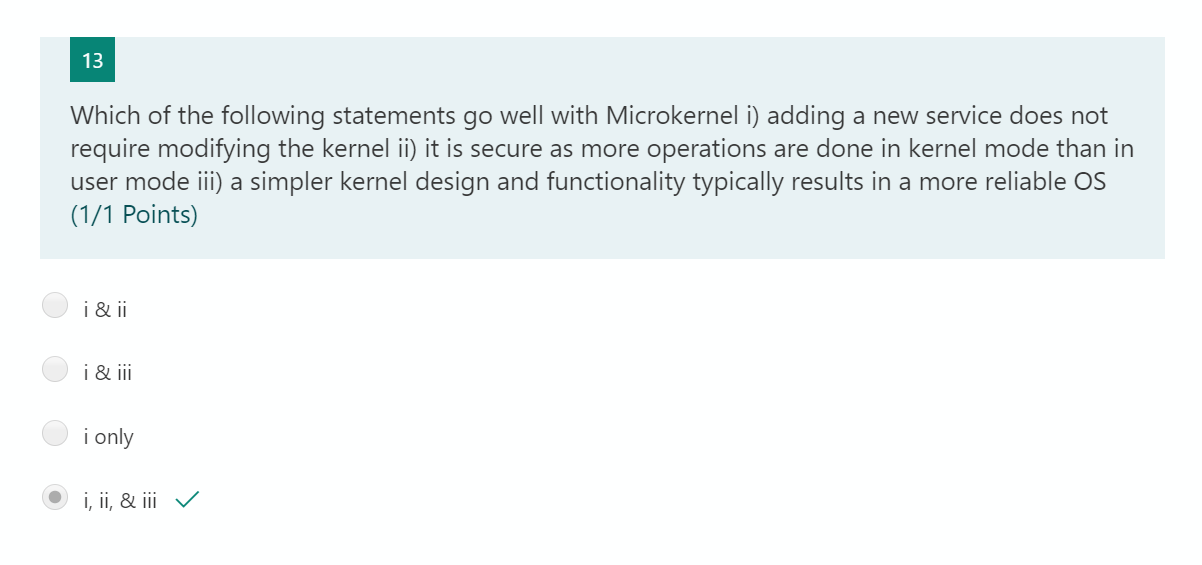 13
Which of the following statements go well with Microkernel i) adding a new service does not
require modifying the kernel ii) it is secure as more operations are done in kernel mode than in
user mode iii) a simpler kernel design and functionality typically results in a more reliable OS
(1/1 Points)
i & ii
i & iii
i only
i, ii, & iii